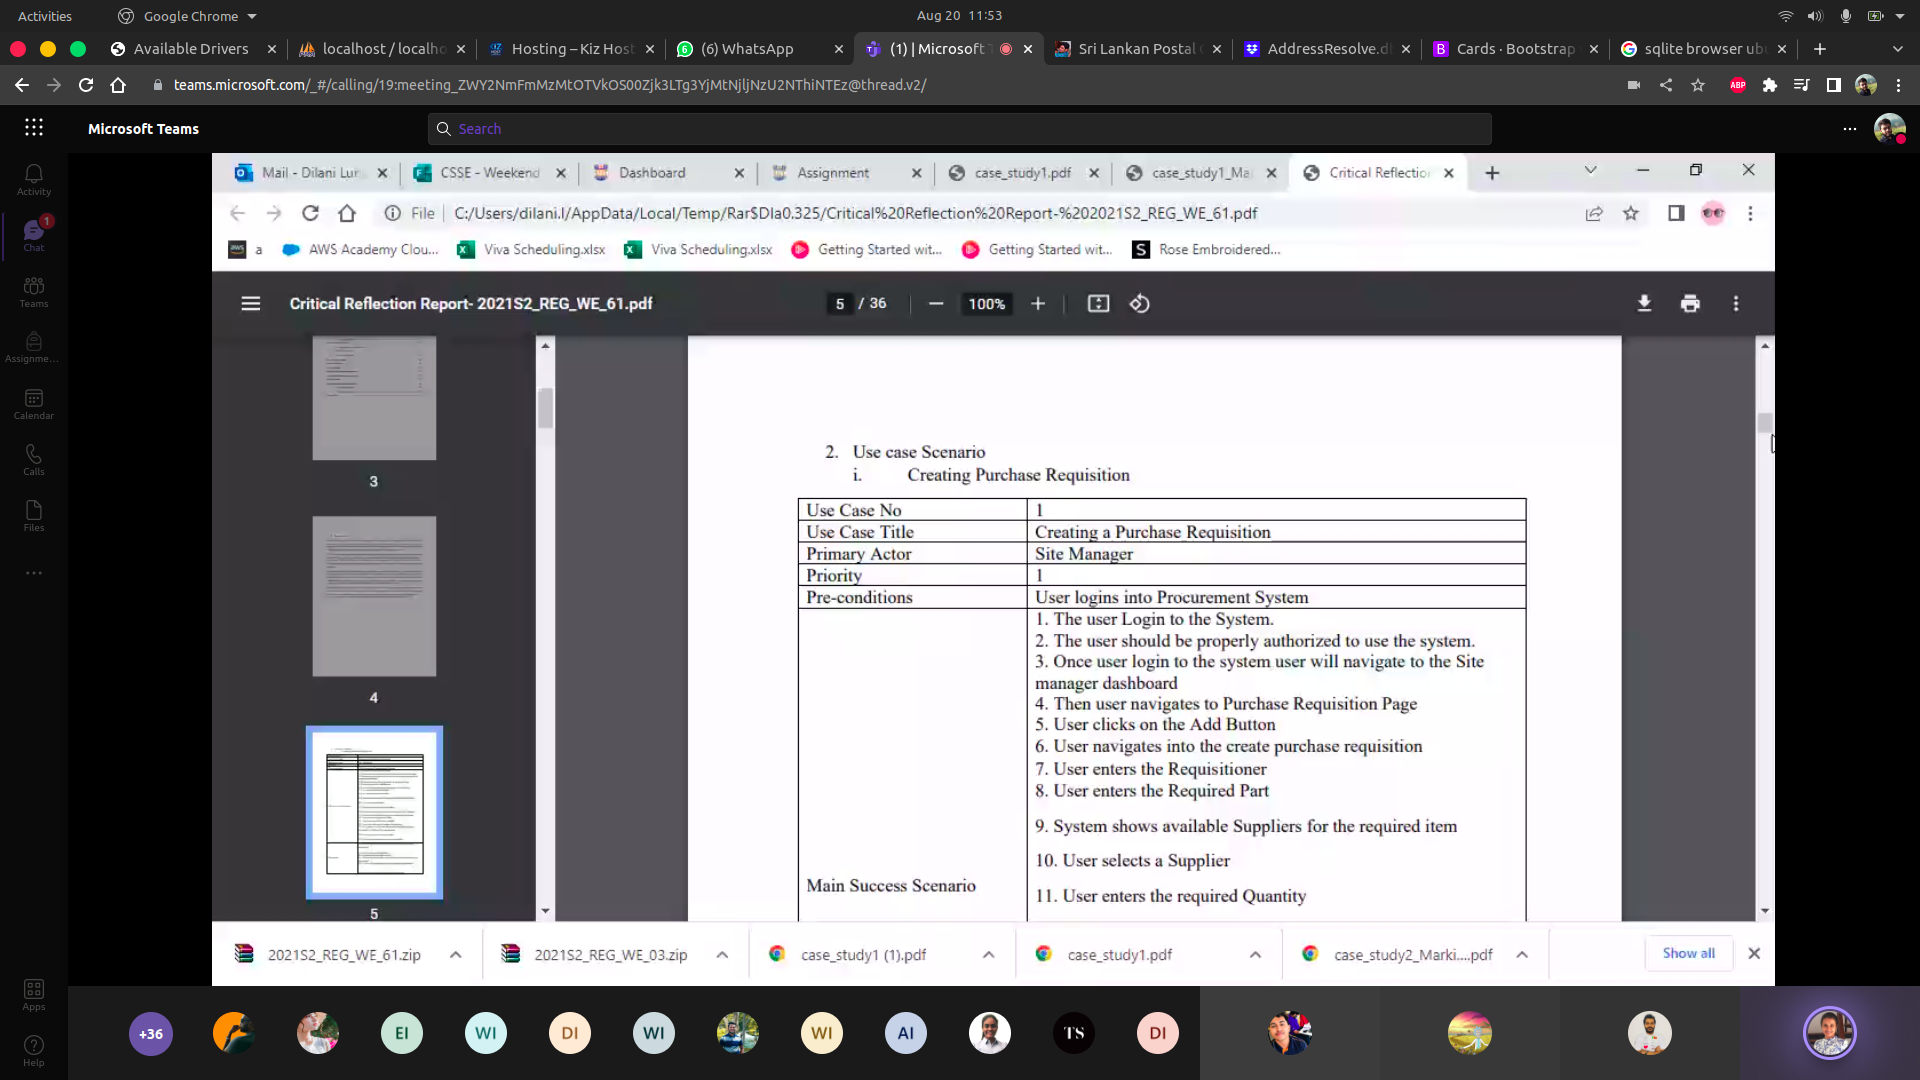 Activities
Google Chrome
Aug 20 11:53
Available Drivers
localhost / localho
Hosting – Kiz Host
(6) WhatsApp
(1) | Microsoft T
Sri Lankan Postal C
AddressResolve.d
Cards · Bootstrap
sqlite browser ubu
teams.microsoft.com/_#/calling/19:meeting_ZWY2NmFmMzMtOTVkOS00Zjk3LTg3YjMtNjljNzU2NThiNTEz@thread.v2/
ABP
Microsoft Teams
Search
Activity
1
Chat
Teams
Assignme...
Calendar
Calls
Files
Apps
Help
Mail - Dilani Lun
CSSE - Weekend
Dashboard
Assignment
case_study1.pdf
case_study1_Ma
Critical Reflectio
File
C:/Users/dilani.l/AppData/Local/Temp/Rar$DIa0.325/Critical%20Reflection%20Report-%202021S2_REG_WE_61.pdf
aws
a
AWS Academy Clou...
Viva Scheduling.xlsx
Viva Scheduling.xlsx
Getting Started wit...
Getting Started wit...
S
Rose Embroidered...
Critical Reflection Report- 2021S2_REG_WE_61.pdf
5 / 36
100%
3
4
5
2. Use case Scenario
i. Creating Purchase Requisition
Use Case No 1
Use Case Title Creating a Purchase Requisition
Primary Actor Site Manager
Priority 1
Pre-conditions User logins into Procurement System
1. The user Login to the System.
2. The user should be properly authorized to use the system.
3. Once user login to the system user will navigate to the Site
manager dashboard
4. Then user navigates to Purchase Requisition Page
5. User clicks on the Add Button
6. User navigates into the create purchase requisition
7. User enters the Requisitioner
8. User enters the Required Part
9. System shows available Suppliers for the required item
10. User selects a Supplier
Main Success Scenario
11. User enters the required Quantity
2021S2_REG_WE_61.zip
2021S2_REG_WE_03.zip
case_study1 (1).pdf
case_study1.pdf
case_study2_Marki....pdf
Show all
+36
EI
WI
DI
WI
WI
AI
TS
DI